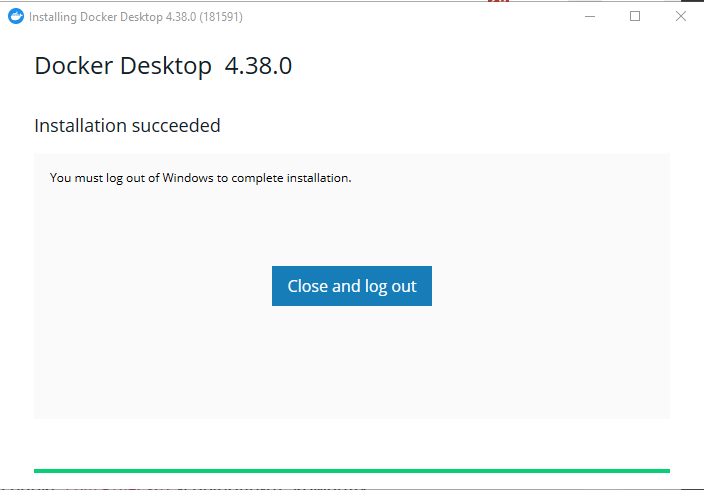 Installing Docker Desktop 4.38.0 (181591)
Docker Desktop 4.38.0
Installation succeeded
You must log out of Windows to complete installation.
Close and log out